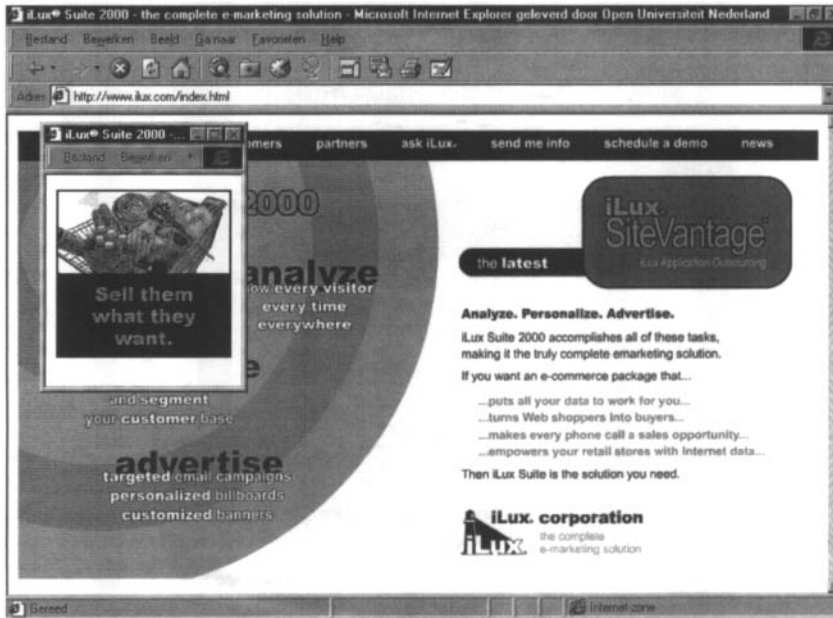 iLux® Suite 2000 - the complete e-marketing solution - Microsoft Internet Explorer geleverd door Open Universiteit Nederland
Bestand Bewerken Beeld Ga naar Favorieten Help
Adres http://www.ilux.com/index.html
omers partners ask iLux. send me info schedule a demo news
iLux® Suite 2000 -...
Bestand Bewerken
Sell them
what they
want.
2000
analyze
every visitor
every time
everywhere
e
and segment
your customer base
advertise
targeted email campaigns
personalized billboards
customized banners
iLux.
SiteVantage
iLux Application Outsourcing
the latest
Analyze. Personalize. Advertise.
iLux Suite 2000 accomplishes all of these tasks,
making it the truly complete emarketing solution.
If you want an e-commerce package that...
...puts all your data to work for you...
...turns Web shoppers into buyers...
...makes every phone call a sales opportunity...
...empowers your retail stores with Internet data...
Then iLux Suite is the solution you need.
iLux. corporation
iLux.
the complete
e-marketing solution
Gereed Internet-zone